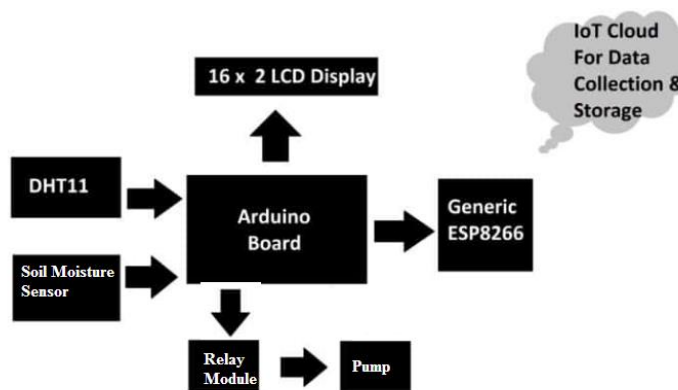 16 x 2 LCD Display
IoT Cloud
For Data
Collection &
Storage
DHT11
Arduino
Board
Generic
ESP8266
Soil Moisture
Sensor
Relay
Module
Pump